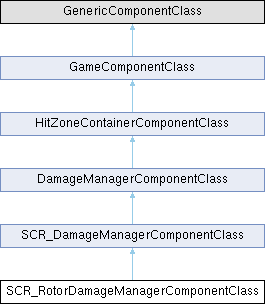 GenericComponentClass
GameComponentClass
HitZoneContainerComponentClass
DamageManagerComponentClass
SCR_DamageManagerComponentClass
SCR_RotorDamageManagerComponentClass